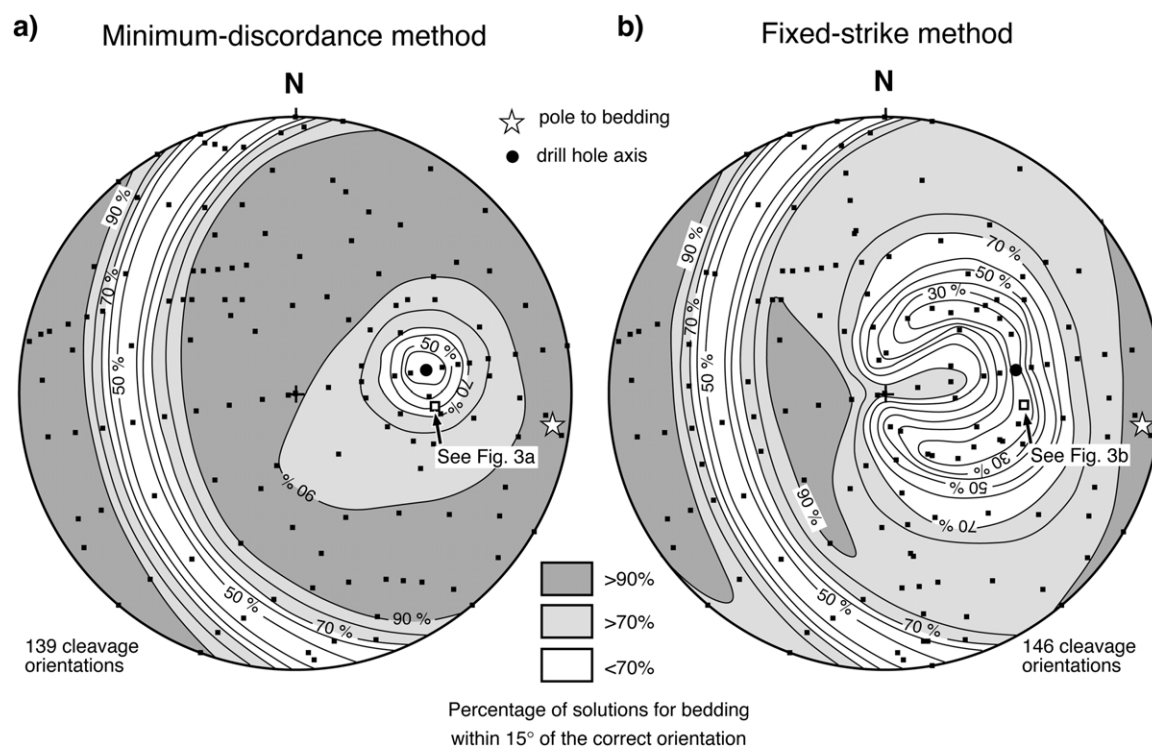 a)
Minimum-discordance method
b)
Fixed-strike method
N
N
pole to bedding
drill hole axis
90 %
70 %
50 %
50 %
70 %
90 %
See Fig. 3a
50 %
70 %
90 %
139 cleavage
orientations
90 %
70 %
50 %
70 %
50 %
30 %
30 %
50 %
70 %
90 %
See Fig. 3b
50 %
70 %
146 cleavage
orientations
>90%
>70%
<70%
Percentage of solutions for bedding
within 15° of the correct orientation